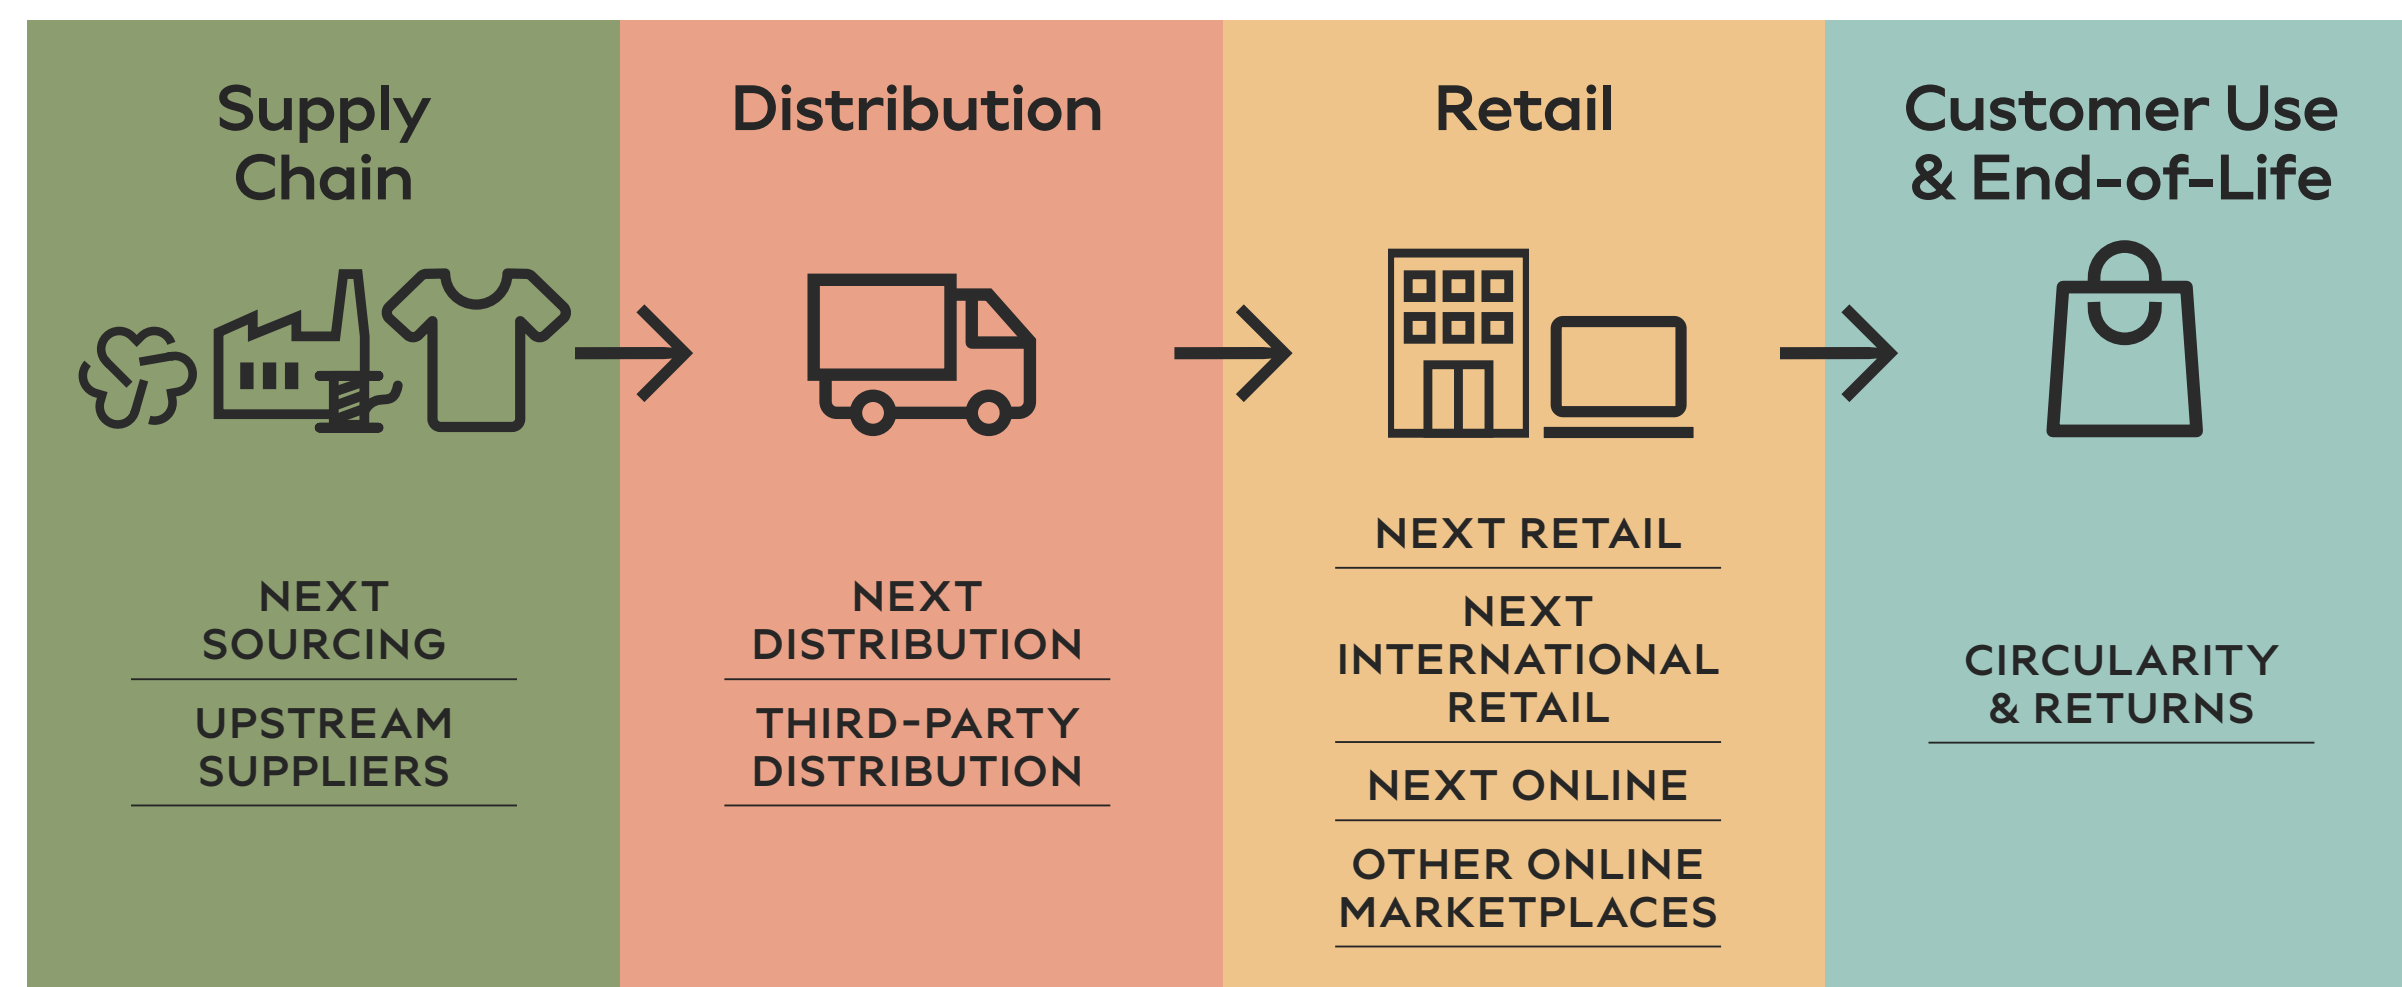 Supply
Chain
NEXT
SOURCING
UPSTREAM
SUPPLIERS
Distribution
NEXT
DISTRIBUTION
THIRD-PARTY
DISTRIBUTION
Retail
NEXT RETAIL
NEXT
INTERNATIONAL
RETAIL
NEXT ONLINE
OTHER ONLINE
MARKETPLACES
Customer Use
& End-of-Life
CIRCULARITY
& RETURNS